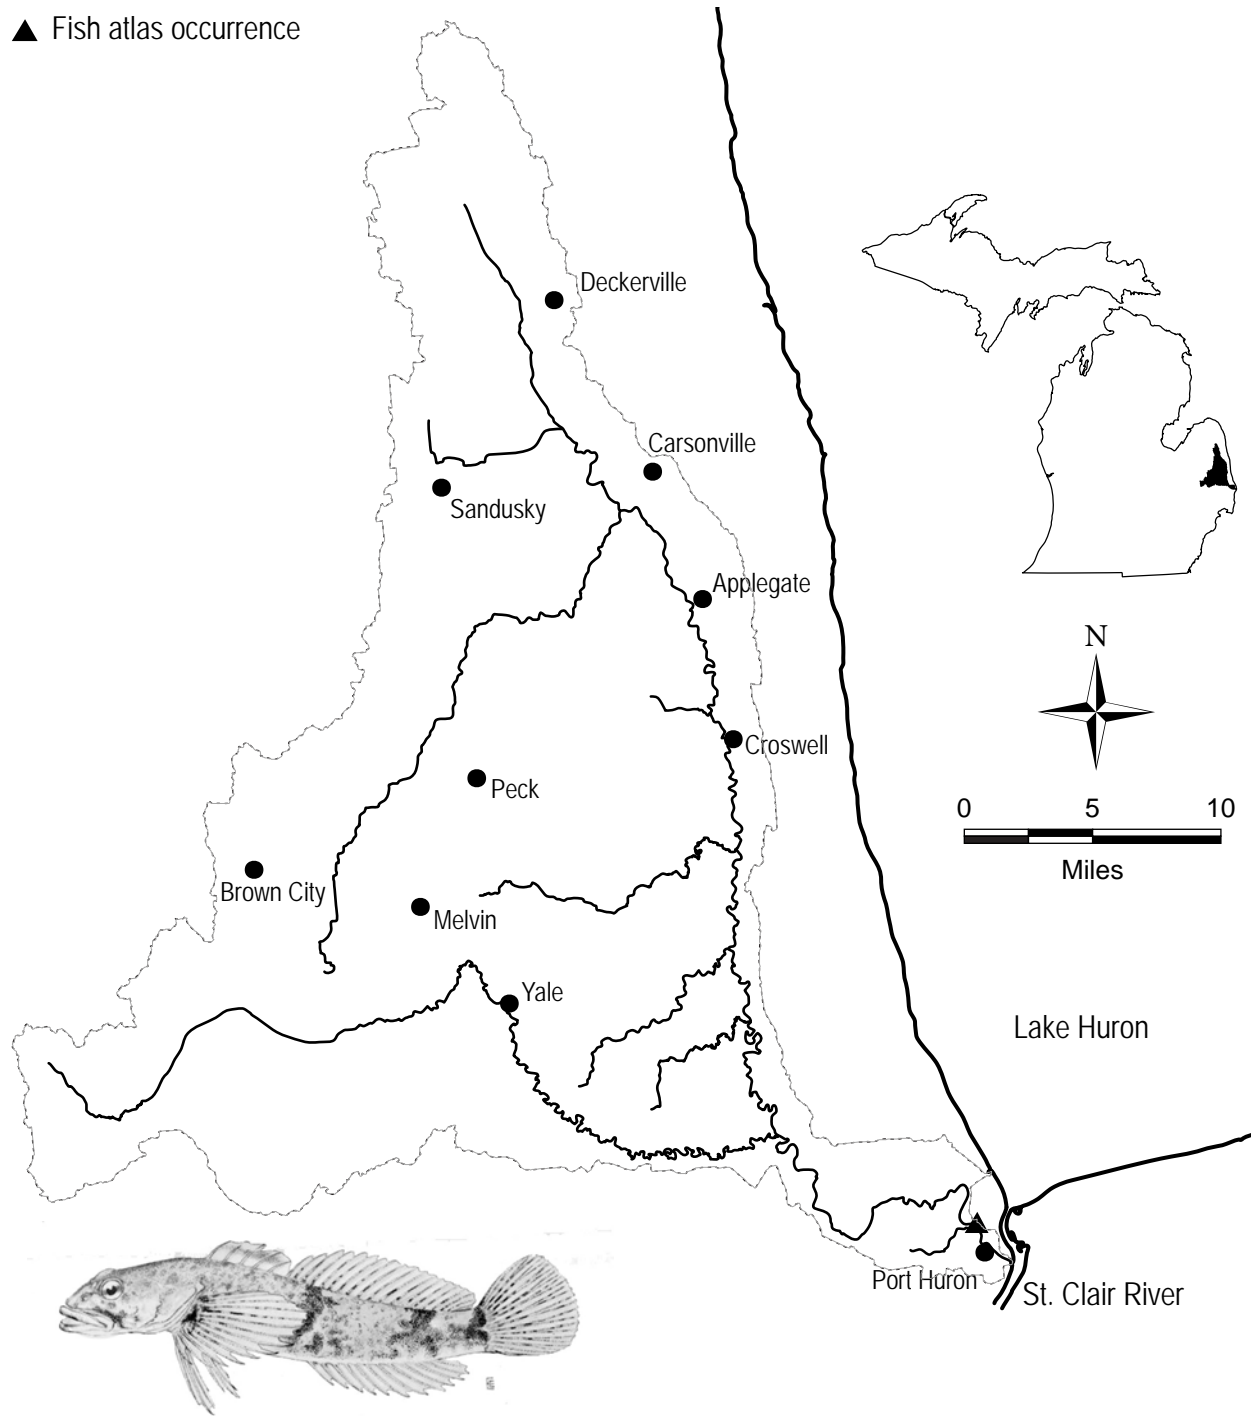 Fish atlas occurrence
Deckerville
Carsonville
Sandusky
Applegate
N
Croswell
Peck
0 5 10
Miles
Brown City
Melvin
Yale
Lake Huron
Port Huron
St. Clair River